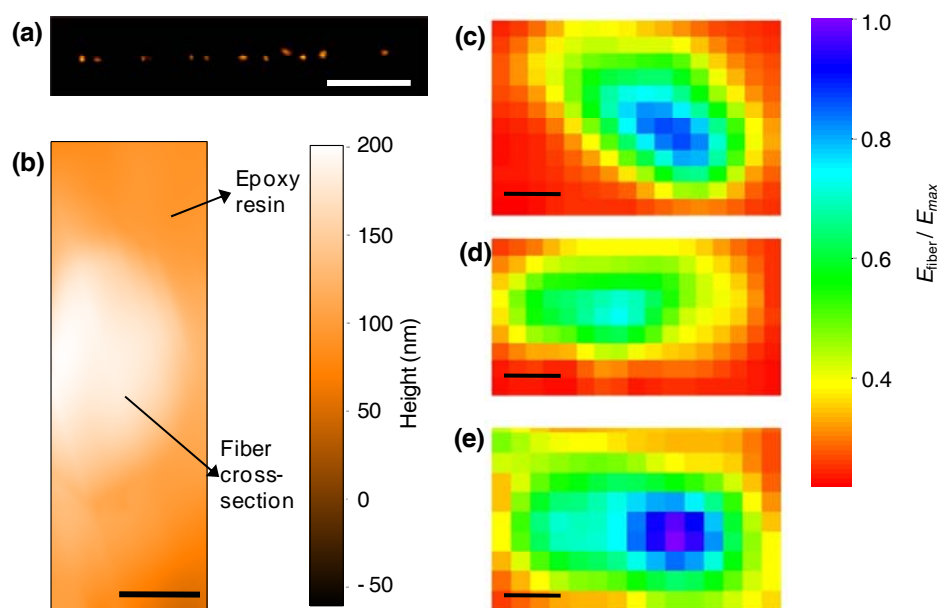 (a)
(b)
Epoxy
resin
Fiber
cross-
section
200
150
100
50
0
- 50
Height (nm)
(c)
(d)
(e)
1.0
0.8
0.6
0.4
E_fiber / E_max